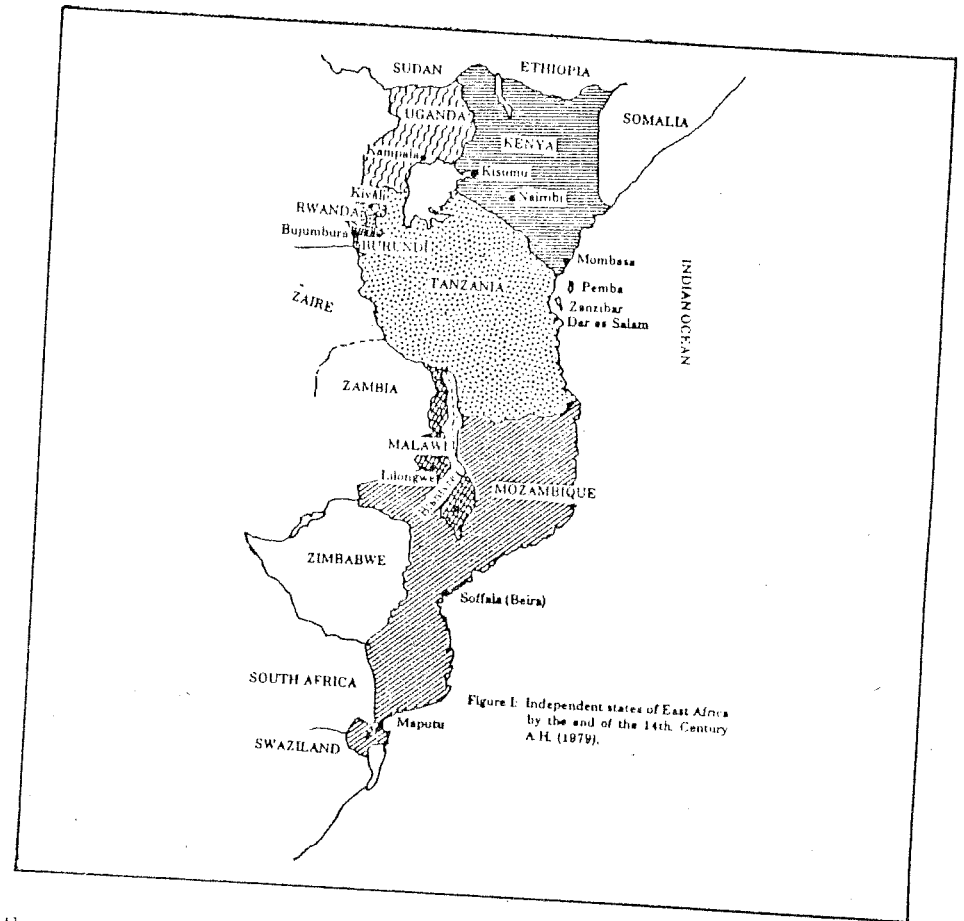 SUDAN
ETHIOPIA
UGANDA
SOMALIA
KENYA
Kampala
Kisumu
Nairobi
Kivali
RWANDA
Bujumbura
BURUNDI
Mombasa
TANZANIA
Pemba
ZAIRE
Zanzibar
Dar es Salam
INDIAN OCEAN
ZAMBIA
MALAWI
Lilongwe
MOZAMBIQUE
ZIMBABWE
Soffala (Beira)
SOUTH AFRICA
Maputu
SWAZILAND
Figure I: Independent states of East Africa
by the end of the 14th. Century
A.H. (1979).